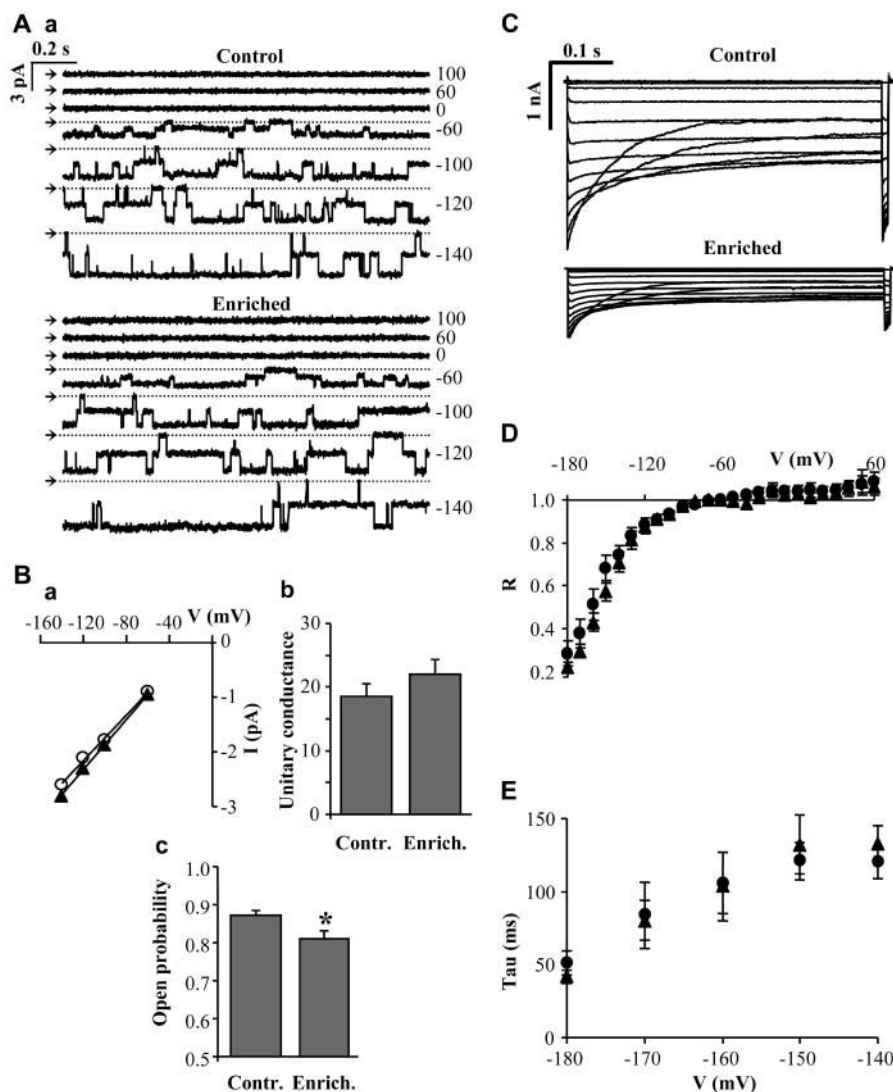 A a
0.2 s
3 pA
Control
100
60
0
-60
-100
-120
-140
Enriched
100
60
0
-60
-100
-120
-140
B
a
V (mV)
-160 -120 -80 -40
0
-1
-2
-3
I (pA)
b
30
20
10
0
Unitary conductance
Contr. Enrich.
c
1.0
0.9
0.8
0.7
0.6
0.5
Open probability
*
Contr. Enrich.
C
0.1 s
1 nA
Control
Enriched
D
V (mV)
-180 -120 -60 60
1.0
0.8
0.6
0.4
0.2
R
E
150
100
50
0
Tau (ms)
-180 -170 -160 -150 -140
V (mV)